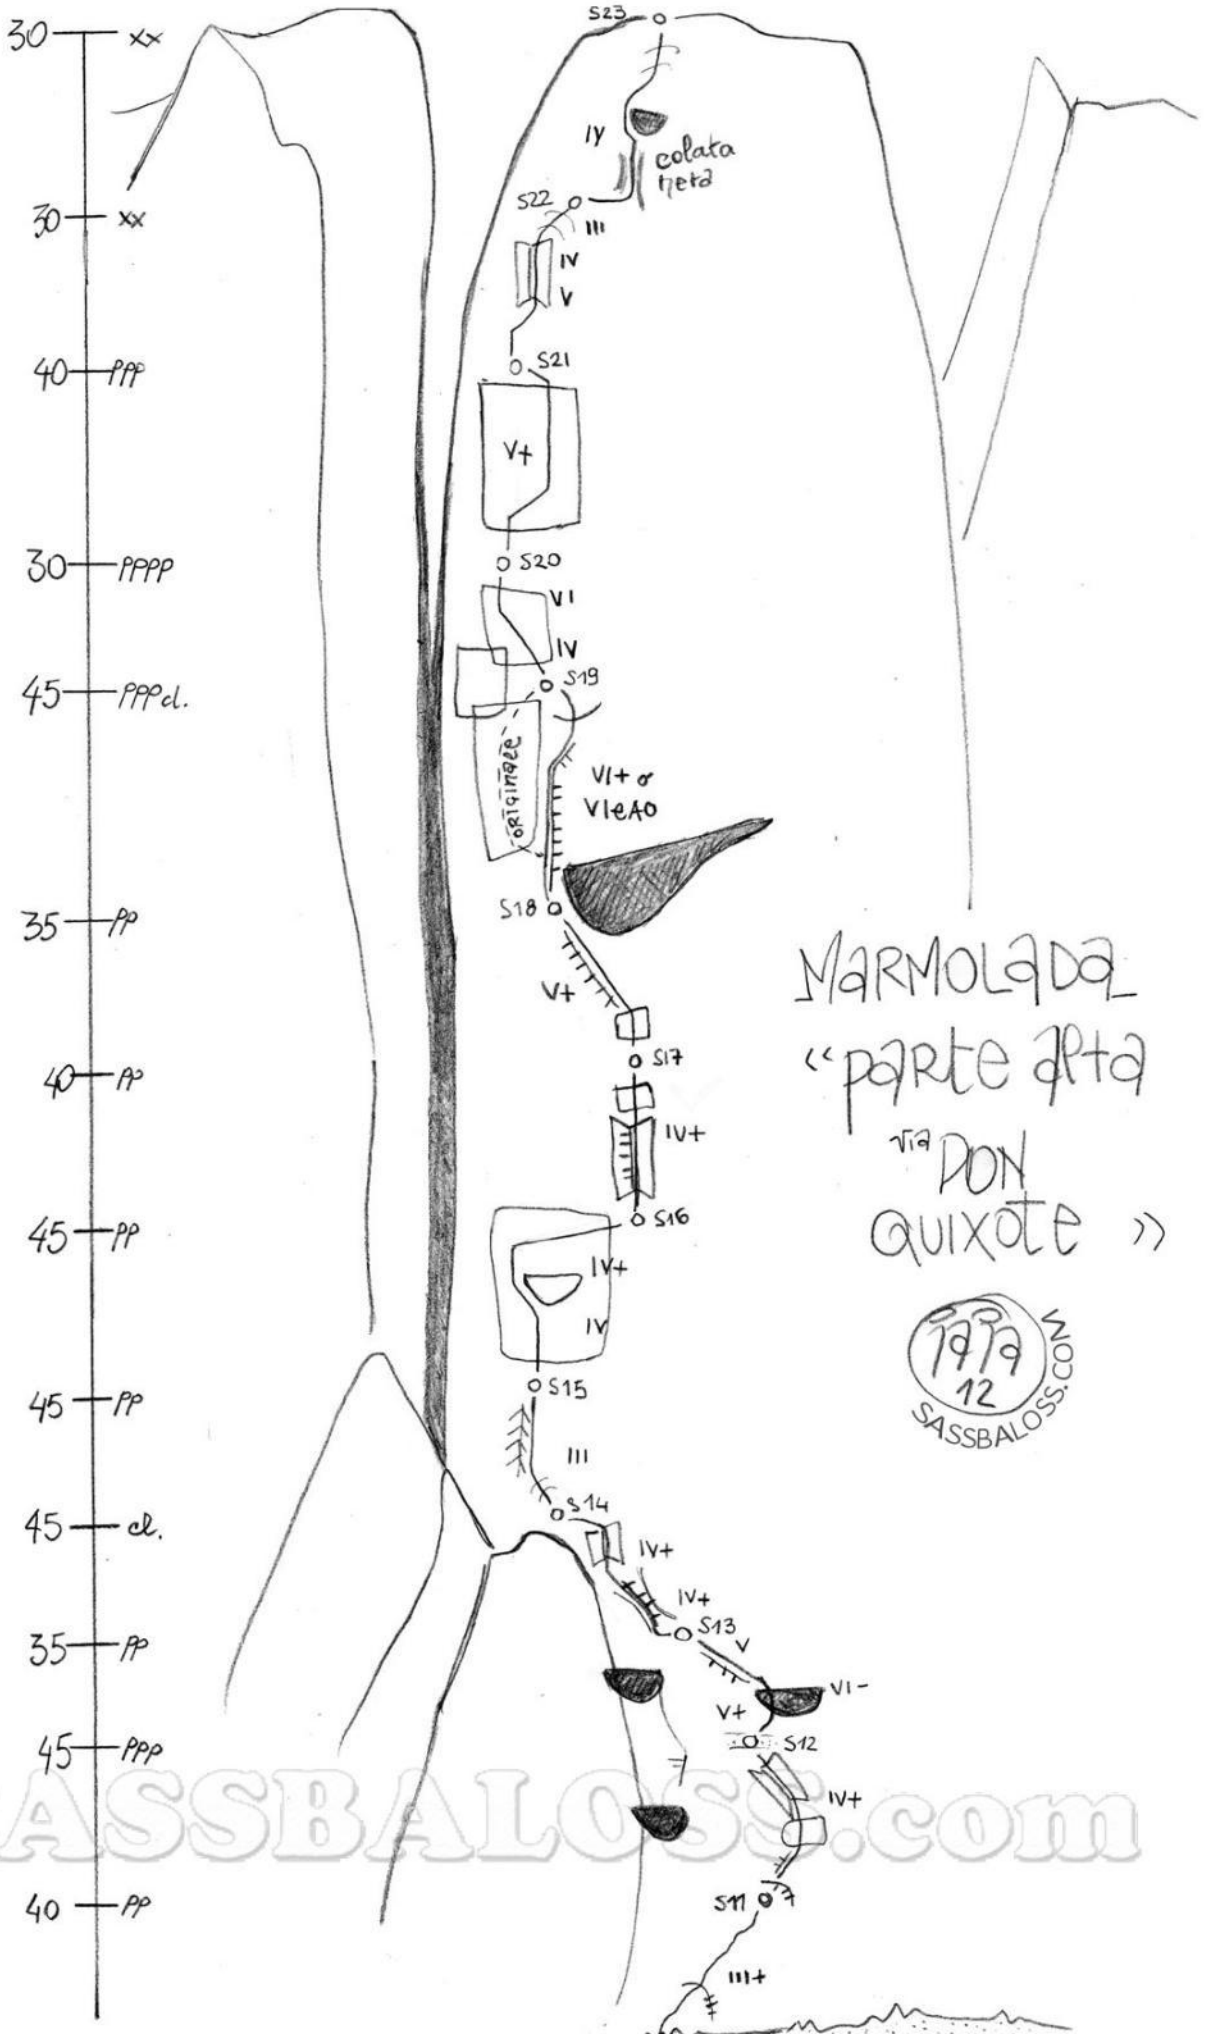 S23
30 xx
IV
colata
nera
S22
30 xx
III
IV
V
S21
40 PPP
V+
S20
30 PPPP
VI
IV
S19
45 PPPcl.
originale
VI+ o
VI e A0
S18
35 PP
V+
S17
40 PP
IV+
S16
45 PP
IV+
IV
S15
45 PP
III
S14
45 cl.
IV+
IV+
S13
35 PP
V
VI-
V+
S12
45 PPP
IV+
S11
40 PP
III+
MARMOLADA
“parte alta
via DON
QUIXOTE”
12
SASSBALOSS.COM
SASSBALOSS.com